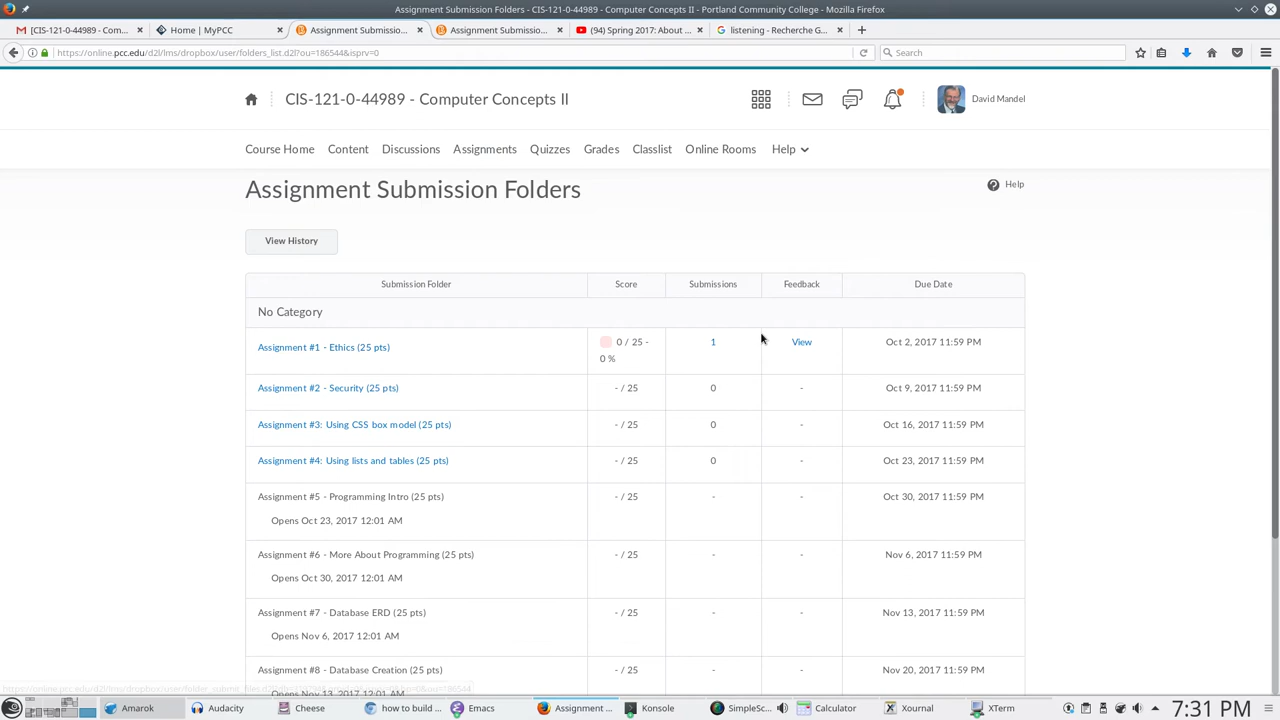 Assignment Submission Folders - CIS-121-0-44989 - Computer Concepts II - Portland Community College - Mozilla Firefox
[CIS-121-0-44989 - Com... Home | MyPCC Assignment Submissio... Assignment Submissio... (94) Spring 2017: About ... listening - Recherche G...
https://online.pcc.edu/d2l/lms/dropbox/user/folders_list.d2l?ou=186544&isprv=0 Search
CIS-121-0-44989 - Computer Concepts II David Mandel
Course Home Content Discussions Assignments Quizzes Grades Classlist Online Rooms Help
Assignment Submission Folders Help
View History
Submission Folder Score Submissions Feedback Due Date
No Category
Assignment #1 - Ethics (25 pts) 0 / 25 - 1 View Oct 2, 2017 11:59 PM
0 %
Assignment #2 - Security (25 pts) - / 25 0 - Oct 9, 2017 11:59 PM
Assignment #3: Using CSS box model (25 pts) - / 25 0 - Oct 16, 2017 11:59 PM
Assignment #4: Using lists and tables (25 pts) - / 25 0 - Oct 23, 2017 11:59 PM
Assignment #5 - Programming Intro (25 pts) - / 25 - - Oct 30, 2017 11:59 PM
Opens Oct 23, 2017 12:01 AM
Assignment #6 - More About Programming (25 pts) - / 25 - - Nov 6, 2017 11:59 PM
Opens Oct 30, 2017 12:01 AM
Assignment #7 - Database ERD (25 pts) - / 25 - - Nov 13, 2017 11:59 PM
Opens Nov 6, 2017 12:01 AM
Assignment #8 - Database Creation (25 pts) - / 25 - - Nov 20, 2017 11:59 PM
Opens Nov 13, 2017 12:01 AM
Amarok Audacity Cheese how to build ... Emacs Assignment ... Konsole SimpleSc... Calculator Xournal XTerm 7:31 PM